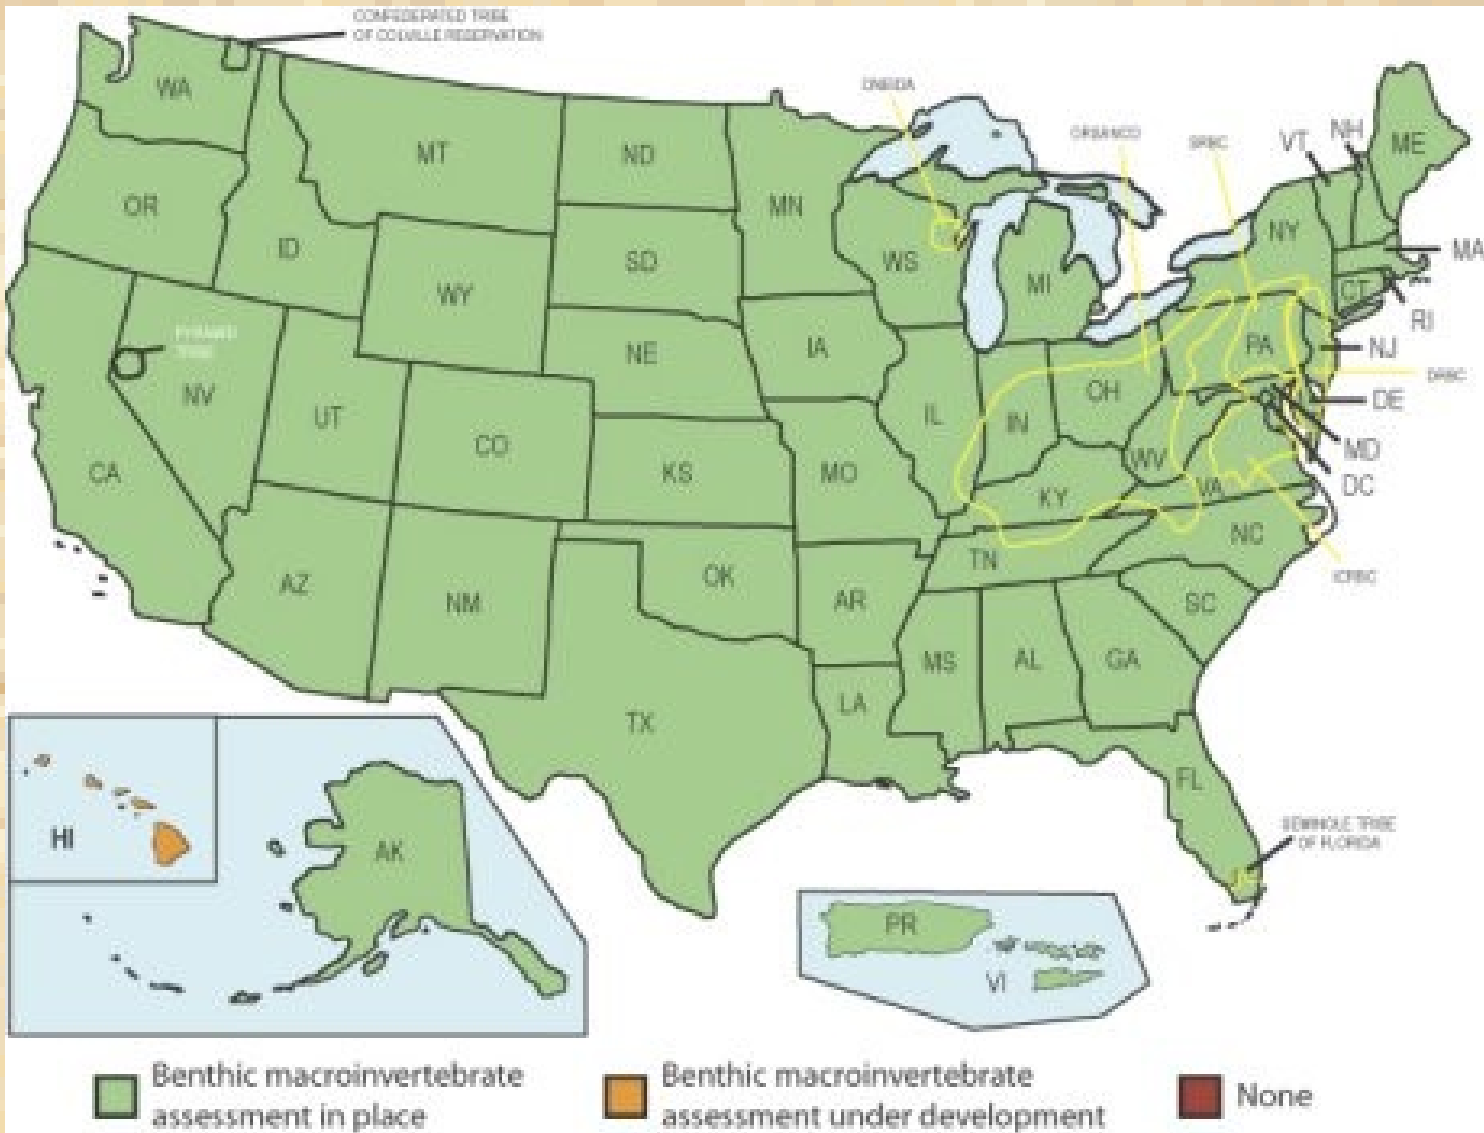 CONFEDERATED TRIBE
OF COLVILLE RESERVATION
WA
MT
ND
MN
ONEIDA
ORSANCO
SRBC
VT
NH
ME
OR
ID
SD
WS
MI
NY
MA
WY
CT
RI
PYRAMID
TRIBE
NV
NE
IA
PA
NJ
DRBC
UT
CO
IL
IN
OH
DE
CA
KS
MO
WV
MD
KY
VA
DC
AZ
NM
OK
AR
TN
NC
ICPRBC
SC
MS
AL
GA
TX
LA
FL
HI
AK
SEMINOLE TRIBE
OF FLORIDA
PR
VI
Benthic macroinvertebrate
assessment in place
Benthic macroinvertebrate
assessment under development
None